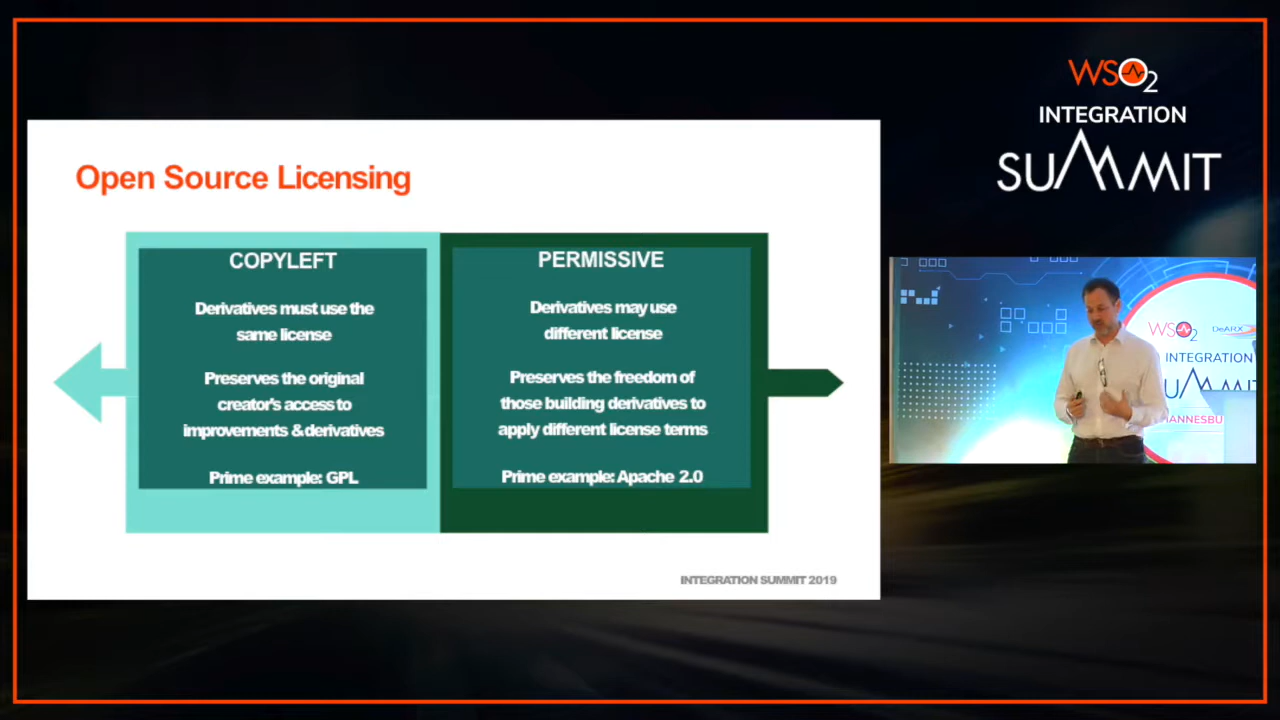 WSO2
INTEGRATION
SUMMIT
Open Source Licensing
COPYLEFT
Derivatives must use the
same license
Preserves the original
creator's access to
improvements & derivatives
Prime example: GPL
PERMISSIVE
Derivatives may use
different license
Preserves the freedom of
those building derivatives to
apply different license terms
Prime example: Apache 2.0
INTEGRATION SUMMIT 2019
WSO2
DeARX
INTEGRATION